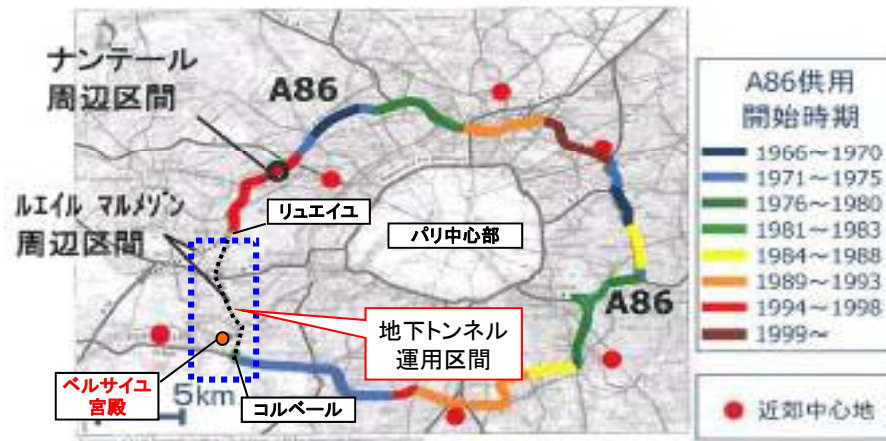 ナンテール
周辺区間
A86
ルエイル マルメゾン
周辺区間
リュエイユ
パリ中心部
A86
地下トンネル
運用区間
ベルサイユ
宮殿
5km
コルベール
A86供用
開始時期
1966～1970
1971～1975
1976～1980
1981～1983
1984～1988
1989～1993
1994～1998
1999～
近郊中心地